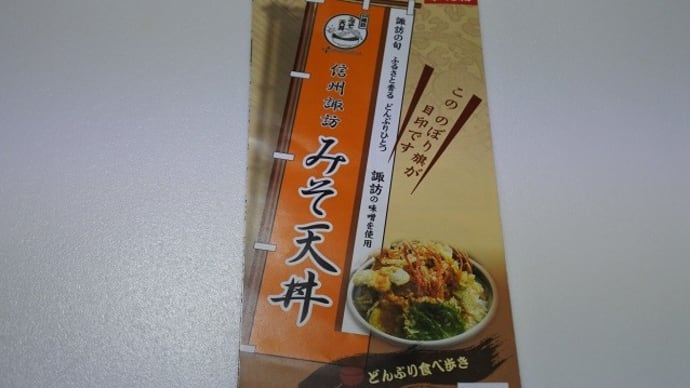 このの­ぼり旗が
目印です
諏訪の旬 ふるさと香る どんぶりひとつ
諏訪の味噌を使用
信州諏訪
みそ天丼
どんぶり食べ歩き